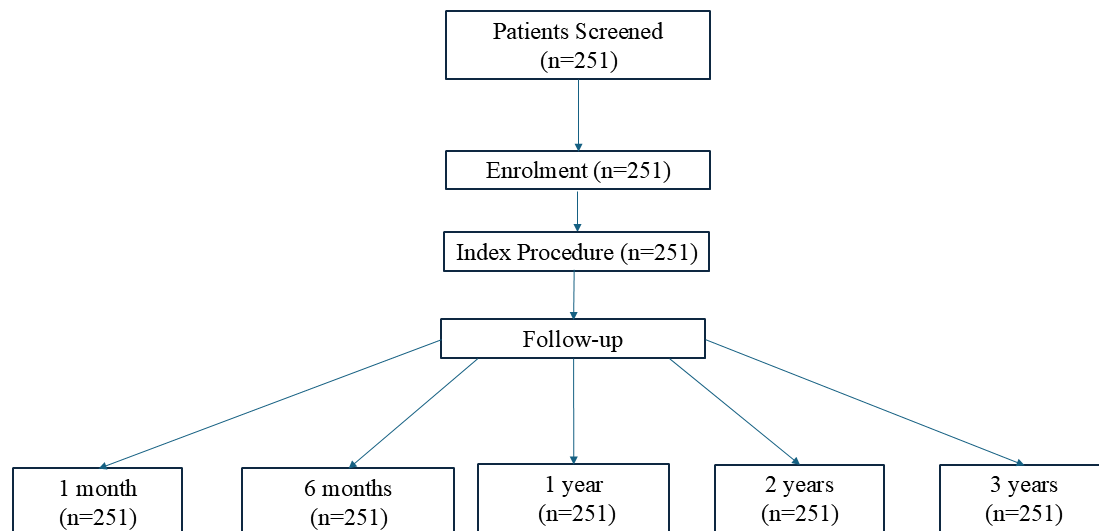 Patients Screened
(n=251)
Enrolment (n=251)
Index Procedure (n=251)
Follow-up
1 month
(n=251)
6 months
(n=251)
1 year
(n=251)
2 years
(n=251)
3 years
(n=251)